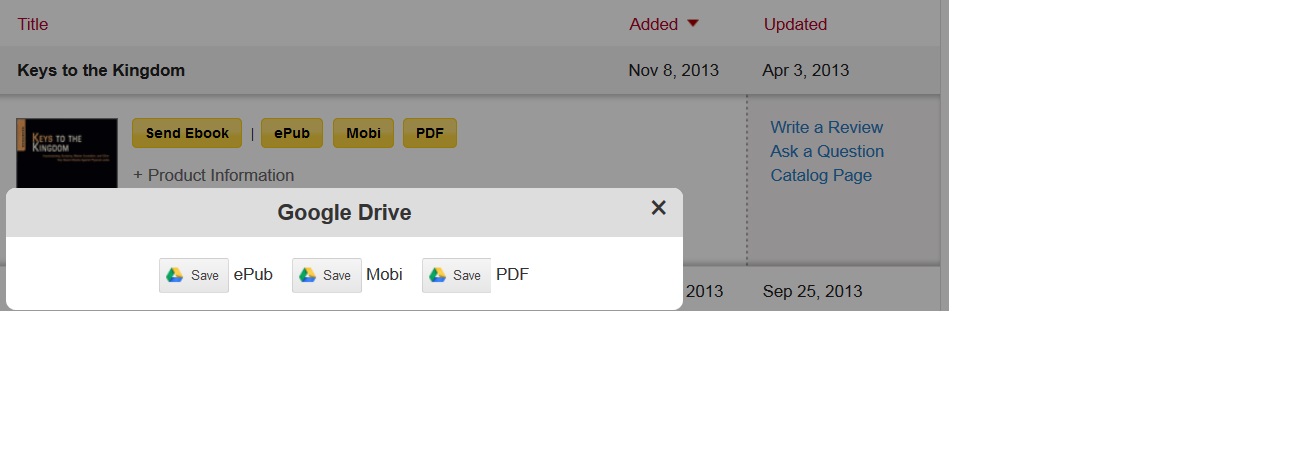 Title Added Updated
Keys to the Kingdom Nov 8, 2013 Apr 3, 2013
Send Ebook | ePub Mobi PDF
KEYS TO THE
KINGDOM
+ Product Information
Write a Review
Ask a Question
Catalog Page
Google Drive ×
Save ePub Save Mobi Save PDF
2013 Sep 25, 2013